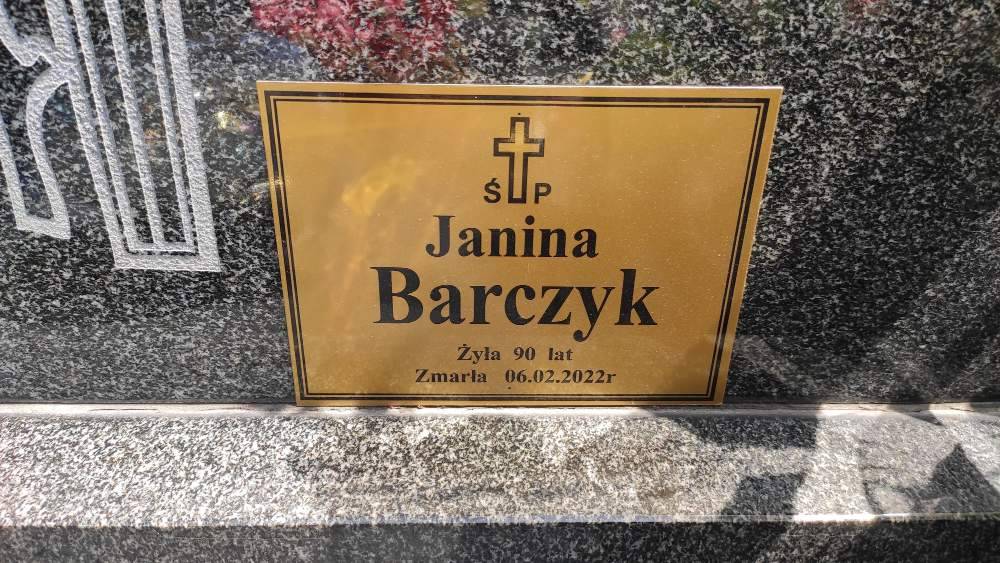 Ś P
Janina
Barczyk
Żyła 90 lat
Zmarła 06.02.2022r